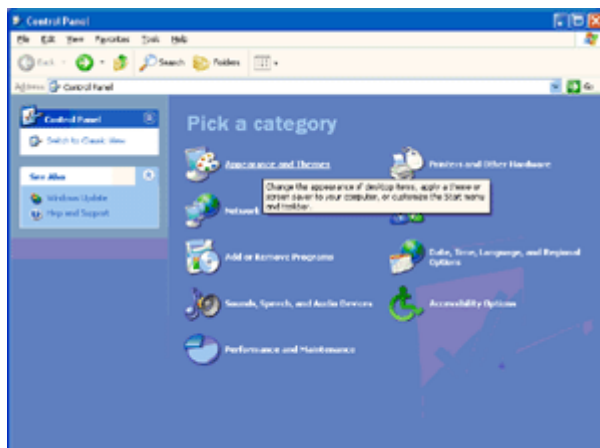 Control Panel
File Edit View Favorites Tools Help
Back Search Folders
Address Control Panel Go
Control Panel
Switch to Classic View
See Also
Windows Update
Help and Support
Pick a category
Appearance and Themes
Printers and Other Hardware
Change the appearance of desktop items, apply a theme or
screen saver to your computer, or customize the Start menu
and taskbar.
Network
Add or Remove Programs
Date, Time, Language, and Regional
Options
Sounds, Speech, and Audio Devices
Accessibility Options
Performance and Maintenance